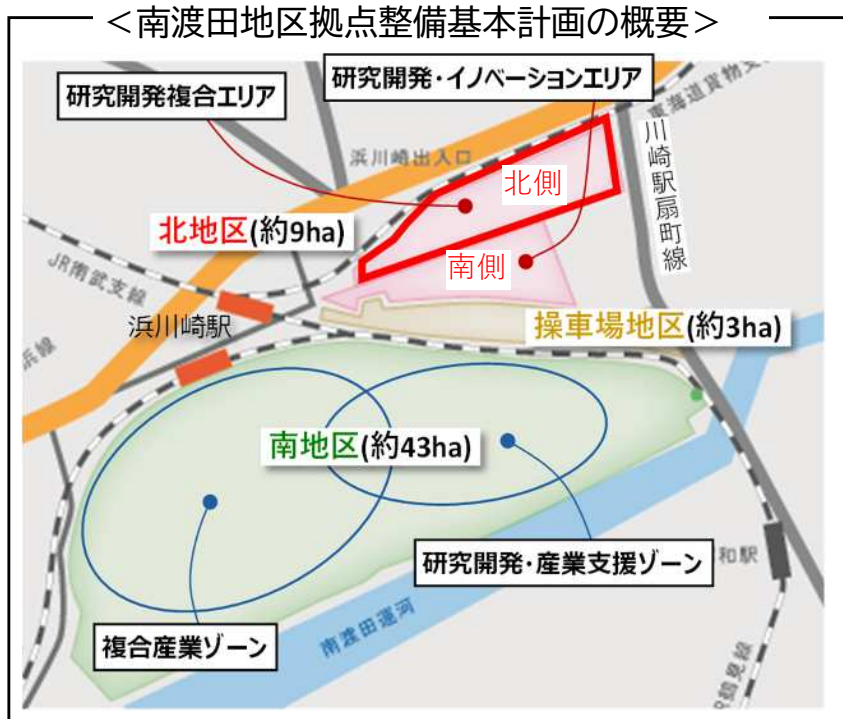 ＜南渡田地区拠点整備基本計画の概要＞
研究開発複合エリア
研究開発・イノベーションエリア
東海道貨物支
浜川崎出入口
川崎駅扇町線
北側
北地区(約9ha)
南側
JR南武支線
浜川崎駅
操車場地区(約3ha)
浜線
南地区(約43ha)
研究開発・産業支援ゾーン
和駅
複合産業ゾーン
南渡田運河
R鶴見線